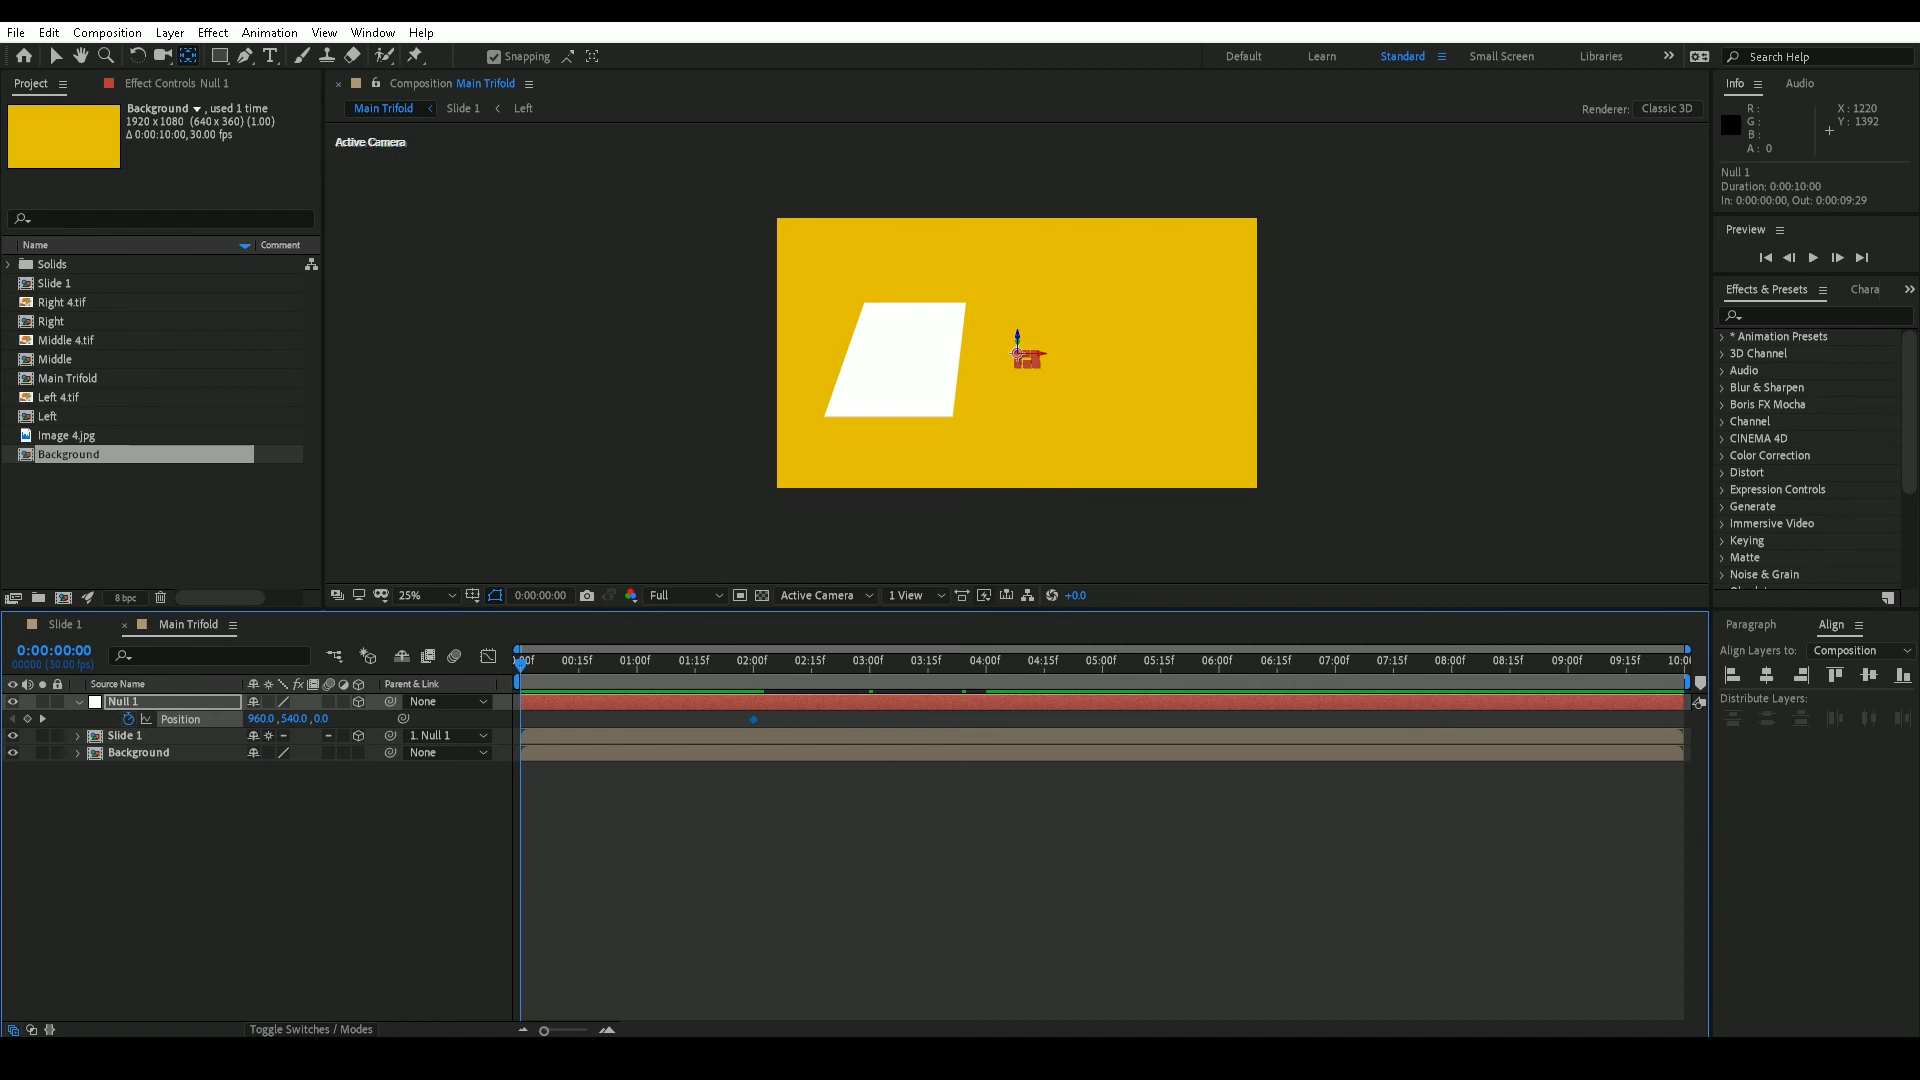 File Edit Composition Layer Effect Animation View Window Help
Snapping
Default Learn Standard Small Screen Libraries
Search Help
Project Effect Controls Null 1
Background , used 1 time
1920 x 1080 (640 x 360) (1.00)
Δ 0:00:10:00, 30.00 fps
Name Comment
Solids
Slide 1
Right 4.tif
Right
Middle 4.tif
Middle
Main Trifold
Left 4.tif
Left
Image 4.jpg
Background
8 bpc
Composition Main Trifold
Main Trifold Slide 1 Left
Renderer: Classic 3D
Active Camera
25% 0:00:00:00 Full Active Camera 1 View +0.0
Info Audio
R : X : 1220
G : Y : 1392
B :
A : 0
Null 1
Duration: 0:00:10:00
In: 0:00:00:00, Out: 0:00:09:29
Preview
Effects & Presets Chara
* Animation Presets
3D Channel
Audio
Blur & Sharpen
Boris FX Mocha
Channel
CINEMA 4D
Color Correction
Distort
Expression Controls
Generate
Immersive Video
Keying
Matte
Noise & Grain
Paragraph Align
Align Layers to: Composition
Distribute Layers:
Slide 1 Main Trifold
0:00:00:00
00000 (30.00 fps)
00f 00:15f 01:00f 01:15f 02:00f 02:15f 03:00f 03:15f 04:00f 04:15f 05:00f 05:15f 06:00f 06:15f 07:00f 07:15f 08:00f 08:15f 09:00f 09:15f 10:0
Source Name Parent & Link
Null 1 None
Position 960.0 , 540.0 , 0.0
Slide 1 1. Null 1
Background None
Toggle Switches / Modes